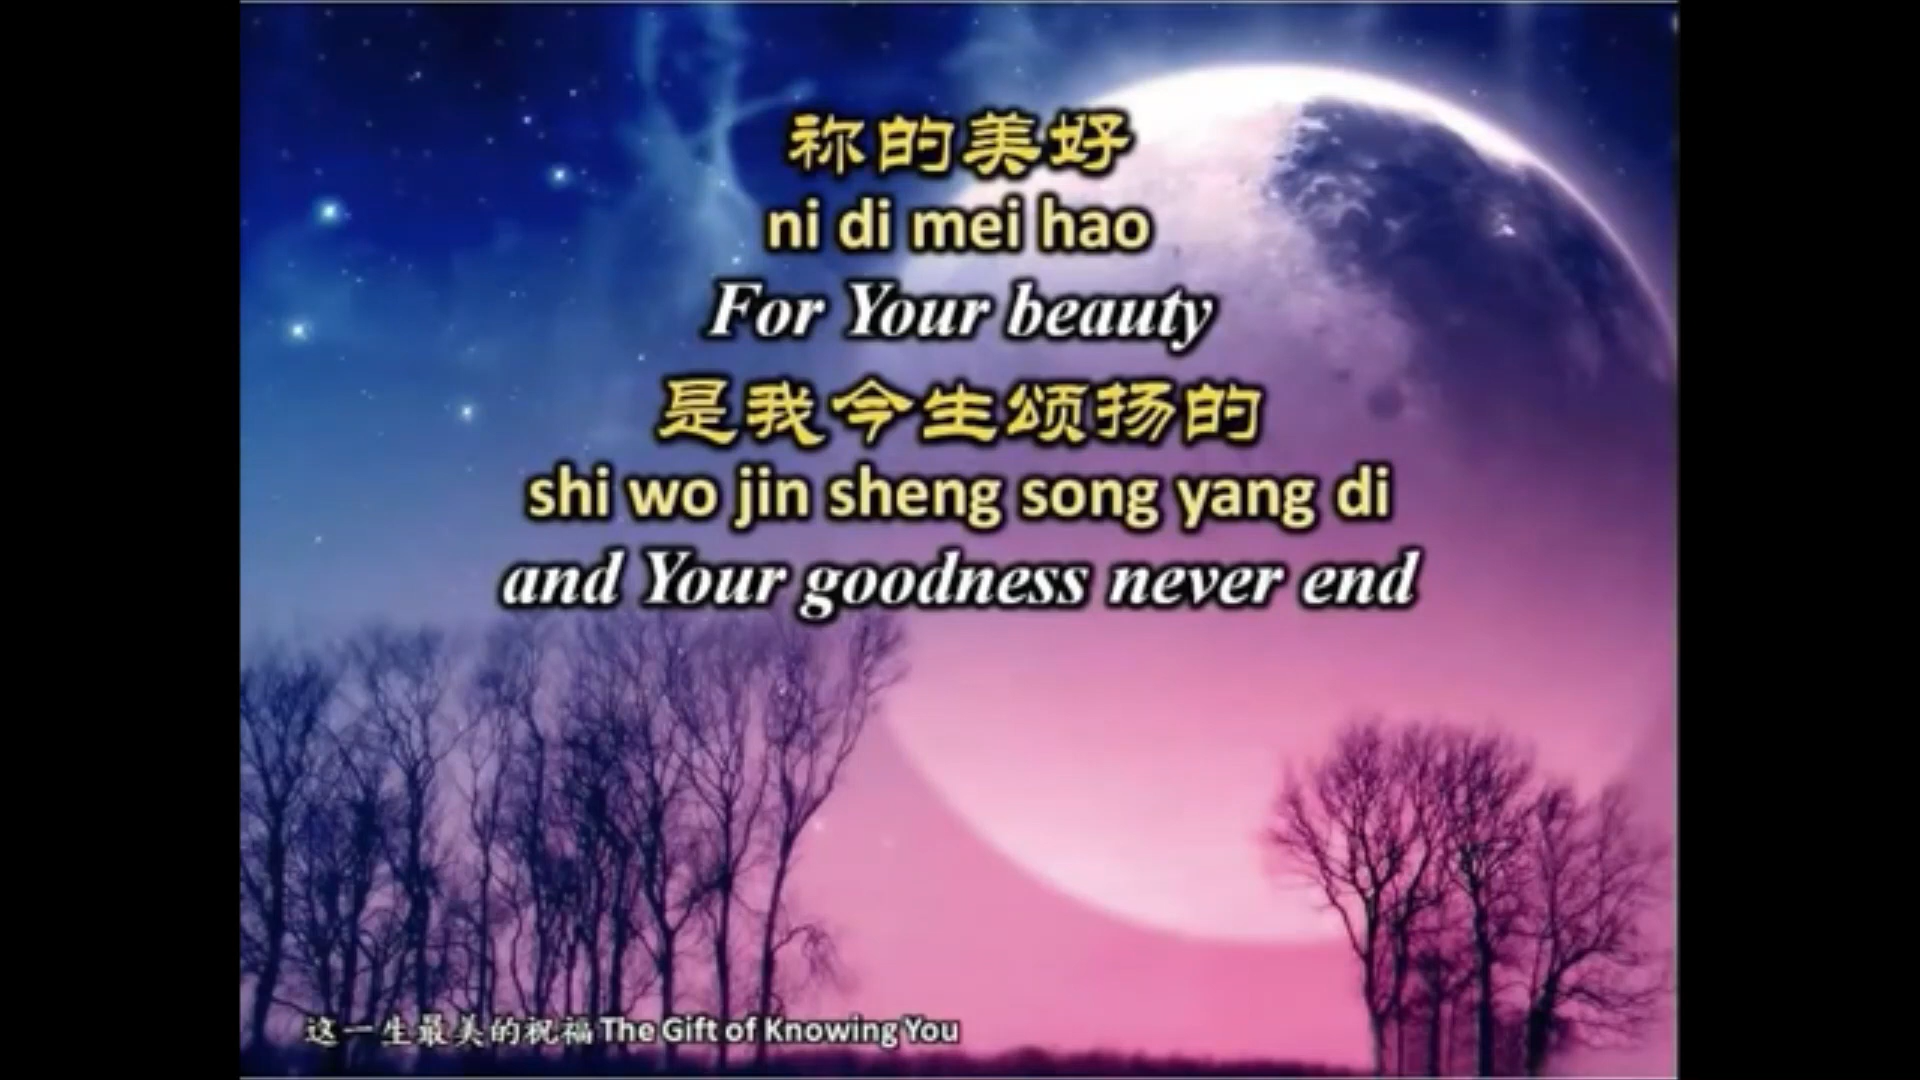 祢的美好
ni di mei hao
For Your beauty
是我今生颂扬的
shi wo jin sheng song yang di
and Your goodness never end
这一生最美的祝福 The Gift of Knowing You